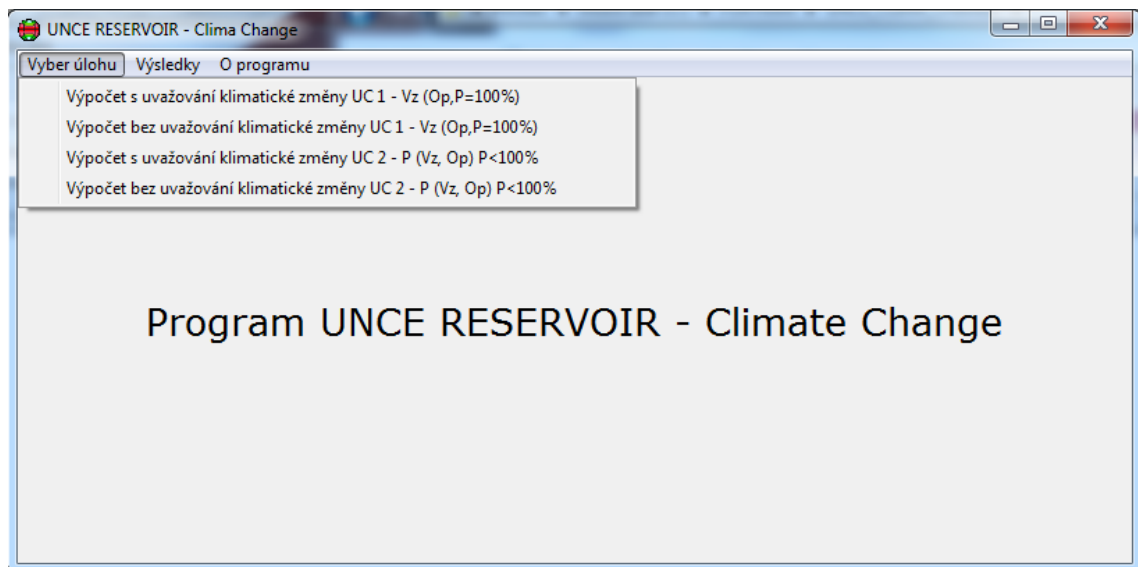 UNCE RESERVOIR - Clima Change
Vyber úlohu Výsledky O programu
Výpočet s uvažování klimatické změny UC 1 - Vz (Op,P=100%)
Výpočet bez uvažování klimatické změny UC 1 - Vz (Op,P=100%)
Výpočet s uvažování klimatické změny UC 2 - P (Vz, Op) P<100%
Výpočet bez uvažování klimatické změny UC 2 - P (Vz, Op) P<100%
Program UNCE RESERVOIR - Climate Change